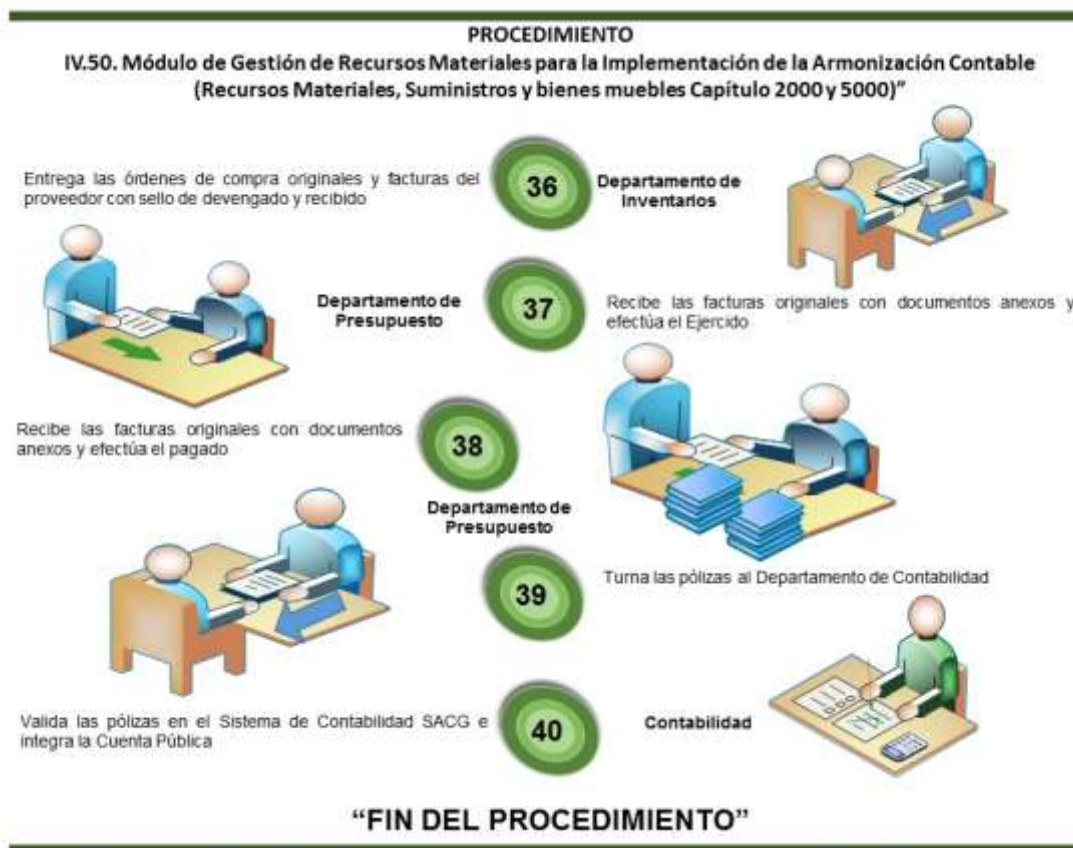 PROCEDIMIENTO
IV.50. Módulo de Gestión de Recursos Materiales para la Implementación de la Armonización Contable
(Recursos Materiales, Suministros y bienes muebles Capítulo 2000 y 5000)”
Entrega las órdenes de compra originales y facturas del
proveedor con sello de devengado y recibido
36
Departamento de
Inventarios
Departamento de
Presupuesto
37
Recibe las facturas originales con documentos anexos y
efectúa el Ejercido
Recibe las facturas originales con documentos
anexos y efectúa el pagado
38
Departamento de
Presupuesto
39
Turna las pólizas al Departamento de Contabilidad
Valida las pólizas en el Sistema de Contabilidad SACG e
integra la Cuenta Pública
40
Contabilidad
“FIN DEL PROCEDIMIENTO”